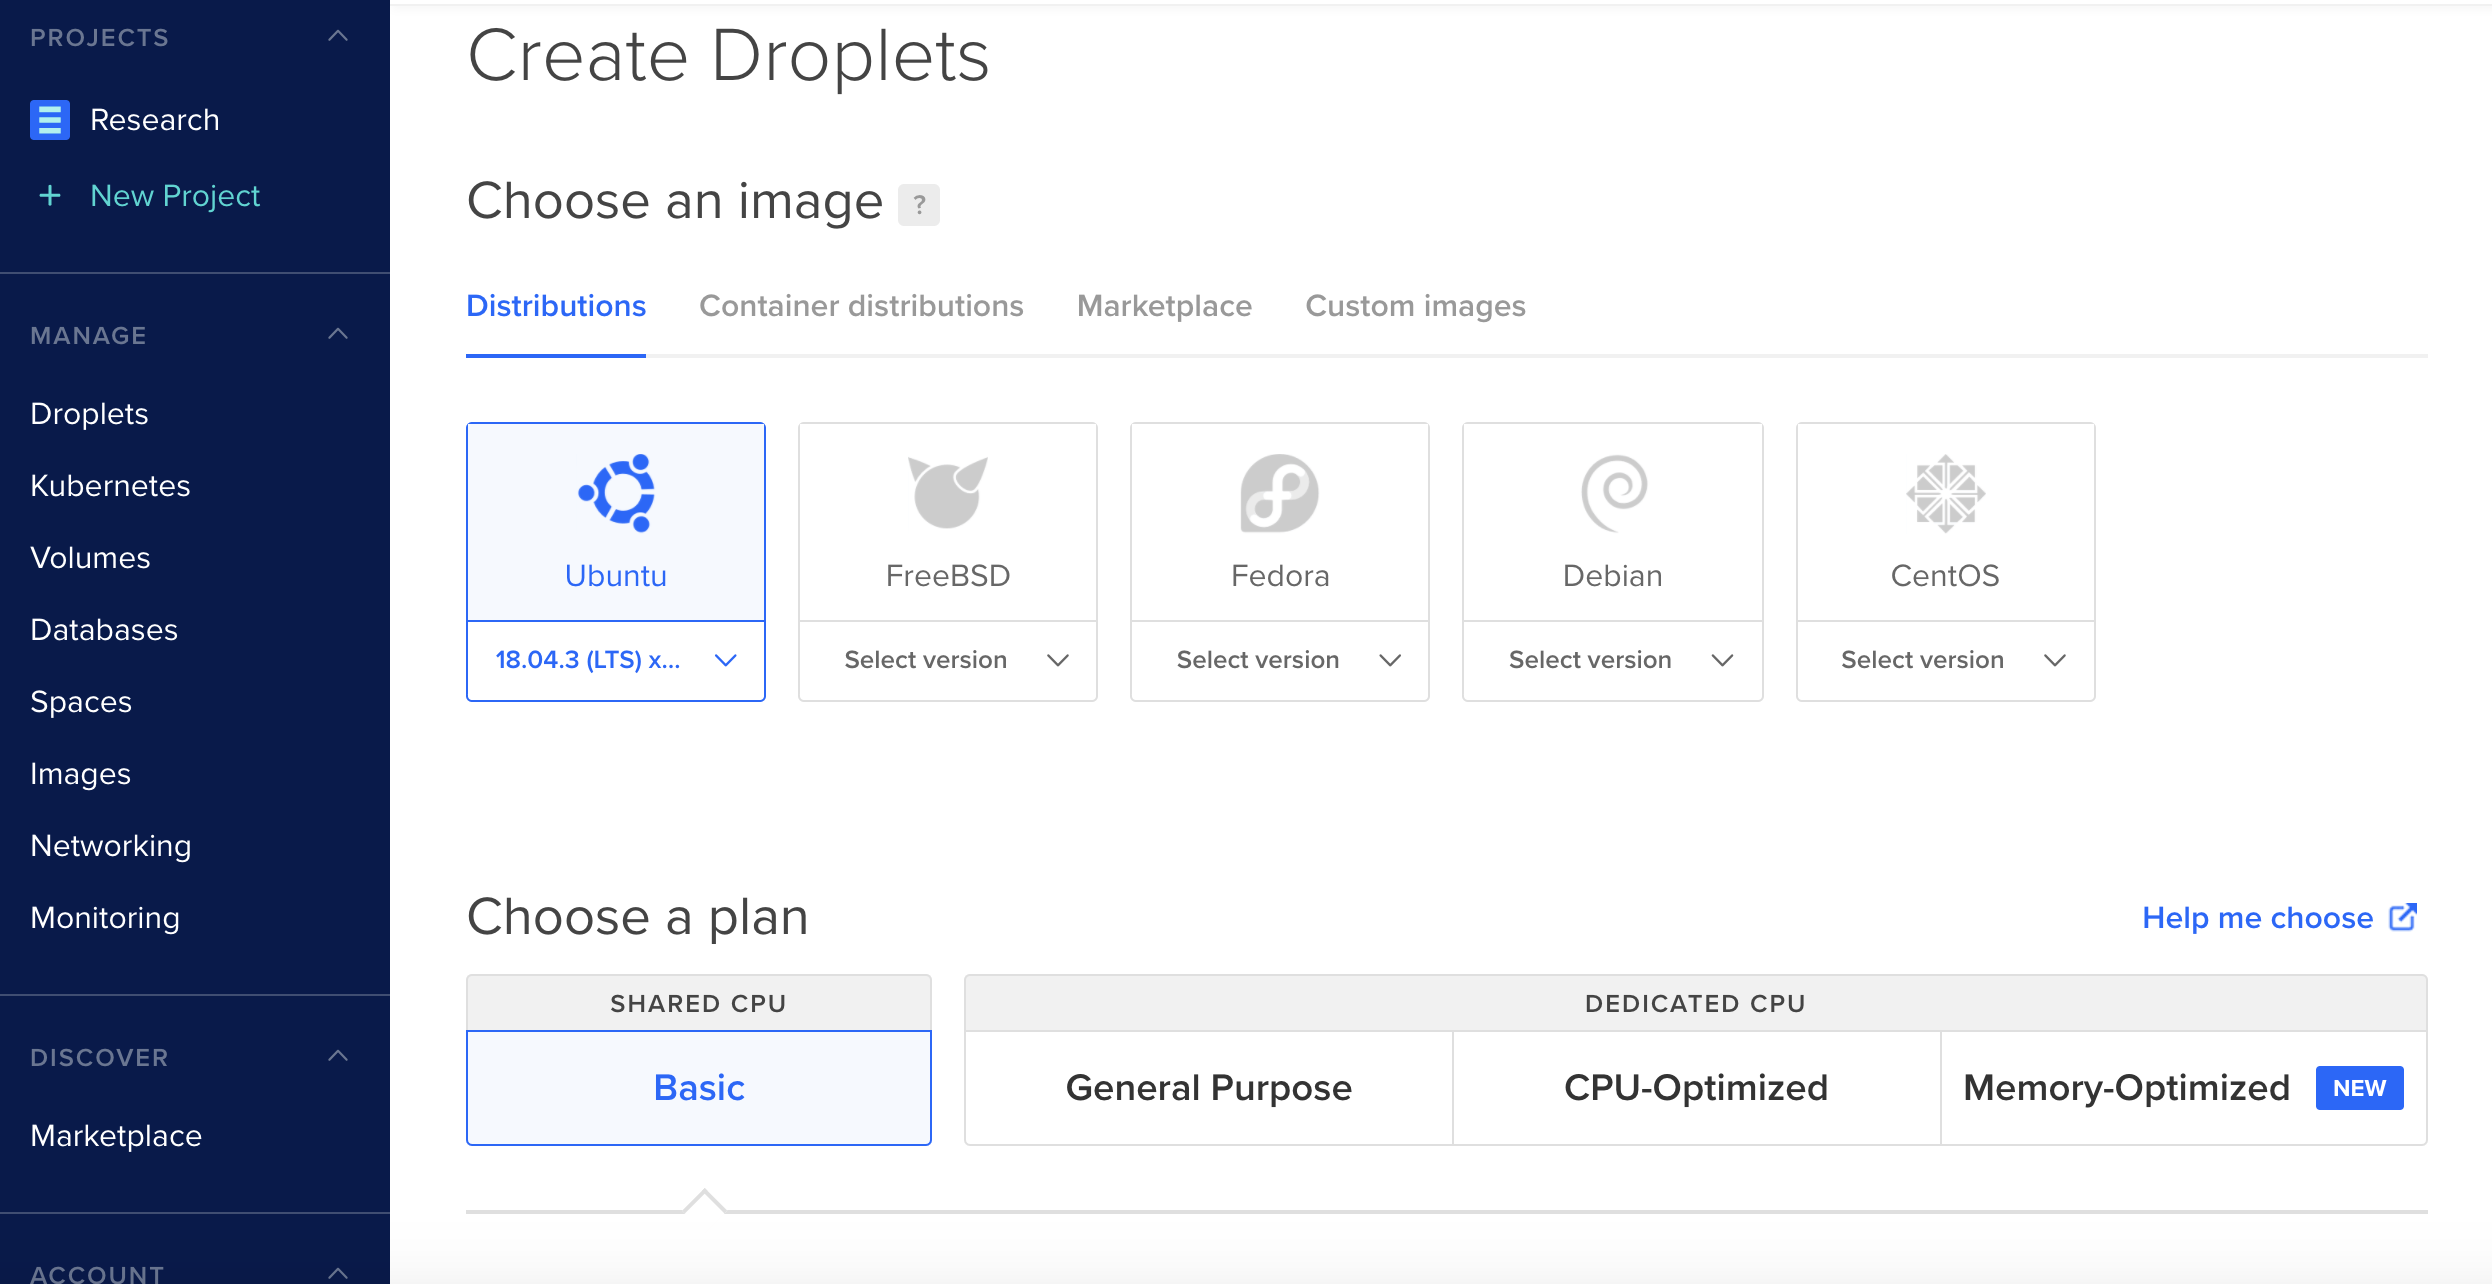 PROJECTS
Research
+ New Project
MANAGE
Droplets
Kubernetes
Volumes
Databases
Spaces
Images
Networking
Monitoring
DISCOVER
Marketplace
ACCOUNT
Create Droplets
Choose an image ?
Distributions Container distributions Marketplace Custom images
Ubuntu FreeBSD Fedora Debian CentOS
18.04.3 (LTS) x... Select version Select version Select version Select version
Choose a plan Help me choose
SHARED CPU DEDICATED CPU
Basic General Purpose CPU-Optimized Memory-Optimized NEW